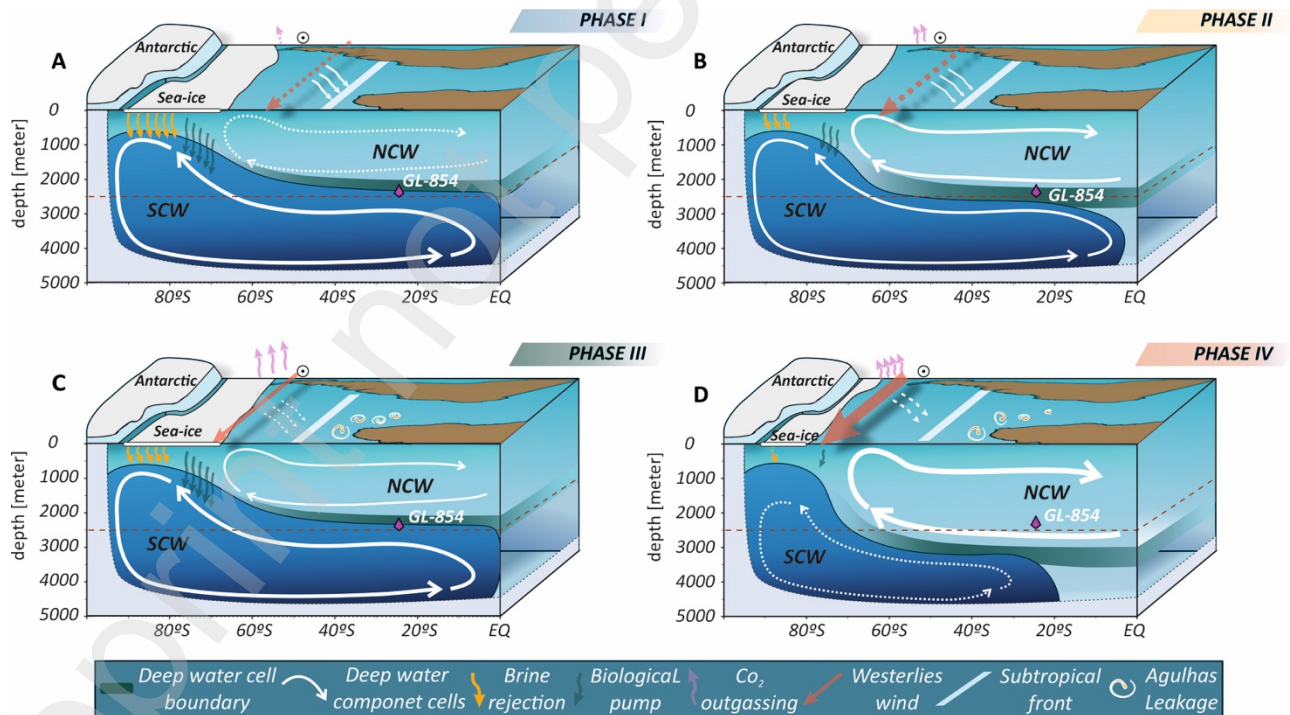 PHASE I
A
Antarctic
Sea-ice
0
1000
2000
3000
4000
5000
depth [meter]
NCW
GL-854
SCW
80ºS
60ºS
40ºS
20ºS
EQ
PHASE II
B
Antarctic
Sea-ice
0
1000
2000
3000
4000
5000
depth [meter]
NCW
GL-854
SCW
80ºS
60ºS
40ºS
20ºS
EQ
PHASE III
C
Antarctic
Sea-ice
0
1000
2000
3000
4000
5000
depth [meter]
NCW
GL-854
SCW
80ºS
60ºS
40ºS
20ºS
EQ
PHASE IV
D
Antarctic
Sea-ice
0
1000
2000
3000
4000
5000
depth [meter]
NCW
GL-854
SCW
80ºS
60ºS
40ºS
20ºS
EQ
Deep water cell
boundary
Deep water
componet cells
Brine
rejection
BiologicaL
pump
Co2
outgassing
Westerlies
wind
Subtropical
front
Agulhas
Leakage
preprint not pe